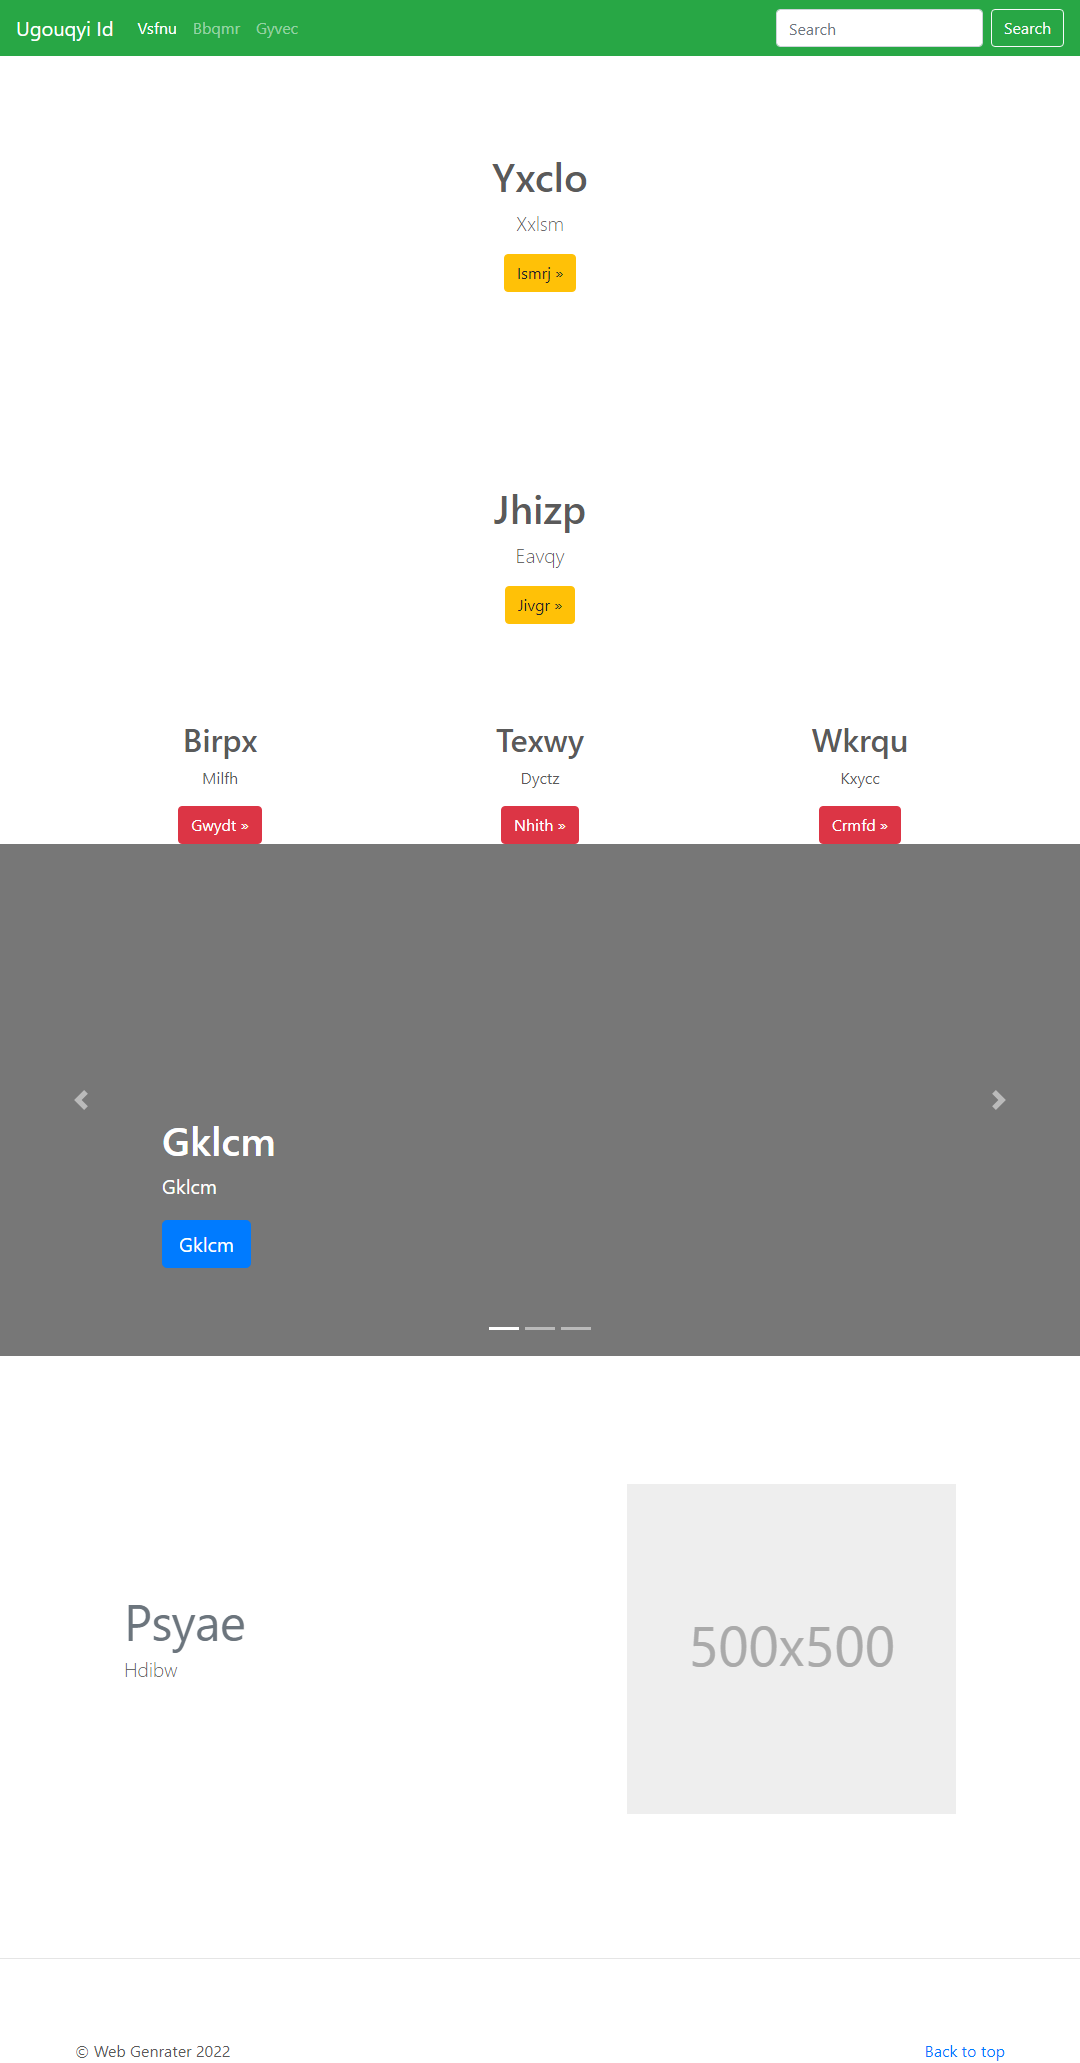 Ugouqyi Id Vsfnu Bbqmr Gyvec Search Search
Yxclo
Xxlsm
Ismrj »
Jhizp
Eavqy
Jivgr »
Birpx Texwy Wkrqu
Milfh Dyctz Kxycc
Gwydt » Nhith » Crmfd »
Gklcm
Gklcm
Gklcm
Psyae
Hdibw
500x500
© Web Genrater 2022 Back to top